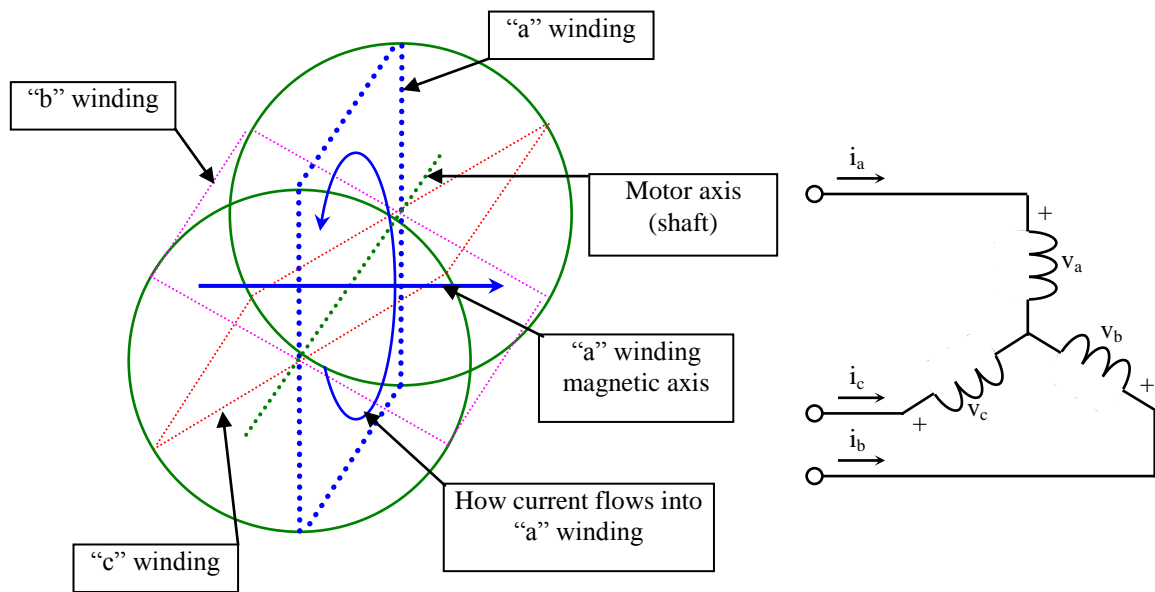 “a” winding
“b” winding
Motor axis
(shaft)
“a” winding
magnetic axis
How current flows into
“a” winding
“c” winding
i_a
+
v_a
v_b
+
i_c
v_c
+
i_b